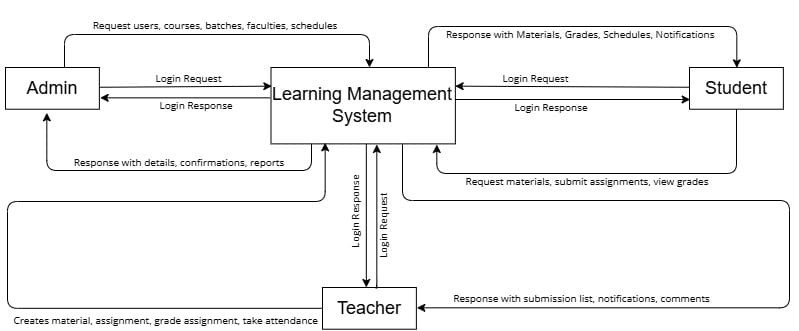 Request users, courses, batches, faculties, schedules
Response with Materials, Grades, Schedules, Notifications
Admin
Login Request
Login Response
Learning Management
System
Login Request
Login Response
Student
Response with details, confirmations, reports
Request materials, submit assignments, view grades
Login Response
Login Request
Teacher
Response with submission list, notifications, comments
Creates material, assignment, grade assignment, take attendance